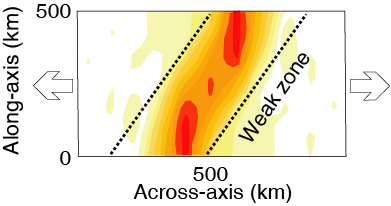 500
Along-axis (km)
Weak zone
0
500
Across-axis (km)